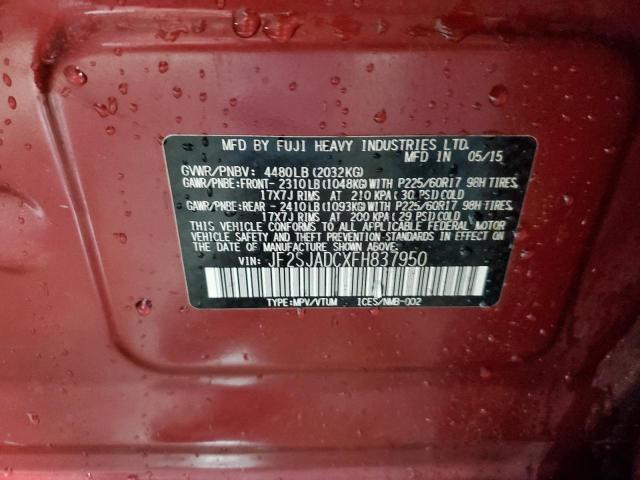 MFD BY FUJI HEAVY INDUSTRIES LTD.
IN 05/15
GVWR/PNBV: 4480LB (2032KG)
GAWR/PNBE:FRONT- 2310LB (1048KG) WITH P225/60R17 98H TIRES
17X7J RIMS AT 210 KPA (30 PSI) COLD
GAWR/PNBE:REAR - 2410LB (1093KG) WITH P225/60R17 98H TIRES
17X7J RIMS AT 200 KPA (29 PSI) COLD
THIS VEHICLE CONFORMS TO ALL APPLICABLE FEDERAL MOTOR
VEHICLE SAFETY AND THEFT PREVENTION STANDARDS IN EFFECT ON
THE DATE OF MANUFACTURE SHOWN ABOVE.
VIN: JF2SJADCXFH837950
TYPE:MPV/VTUM ICES/NMB-002